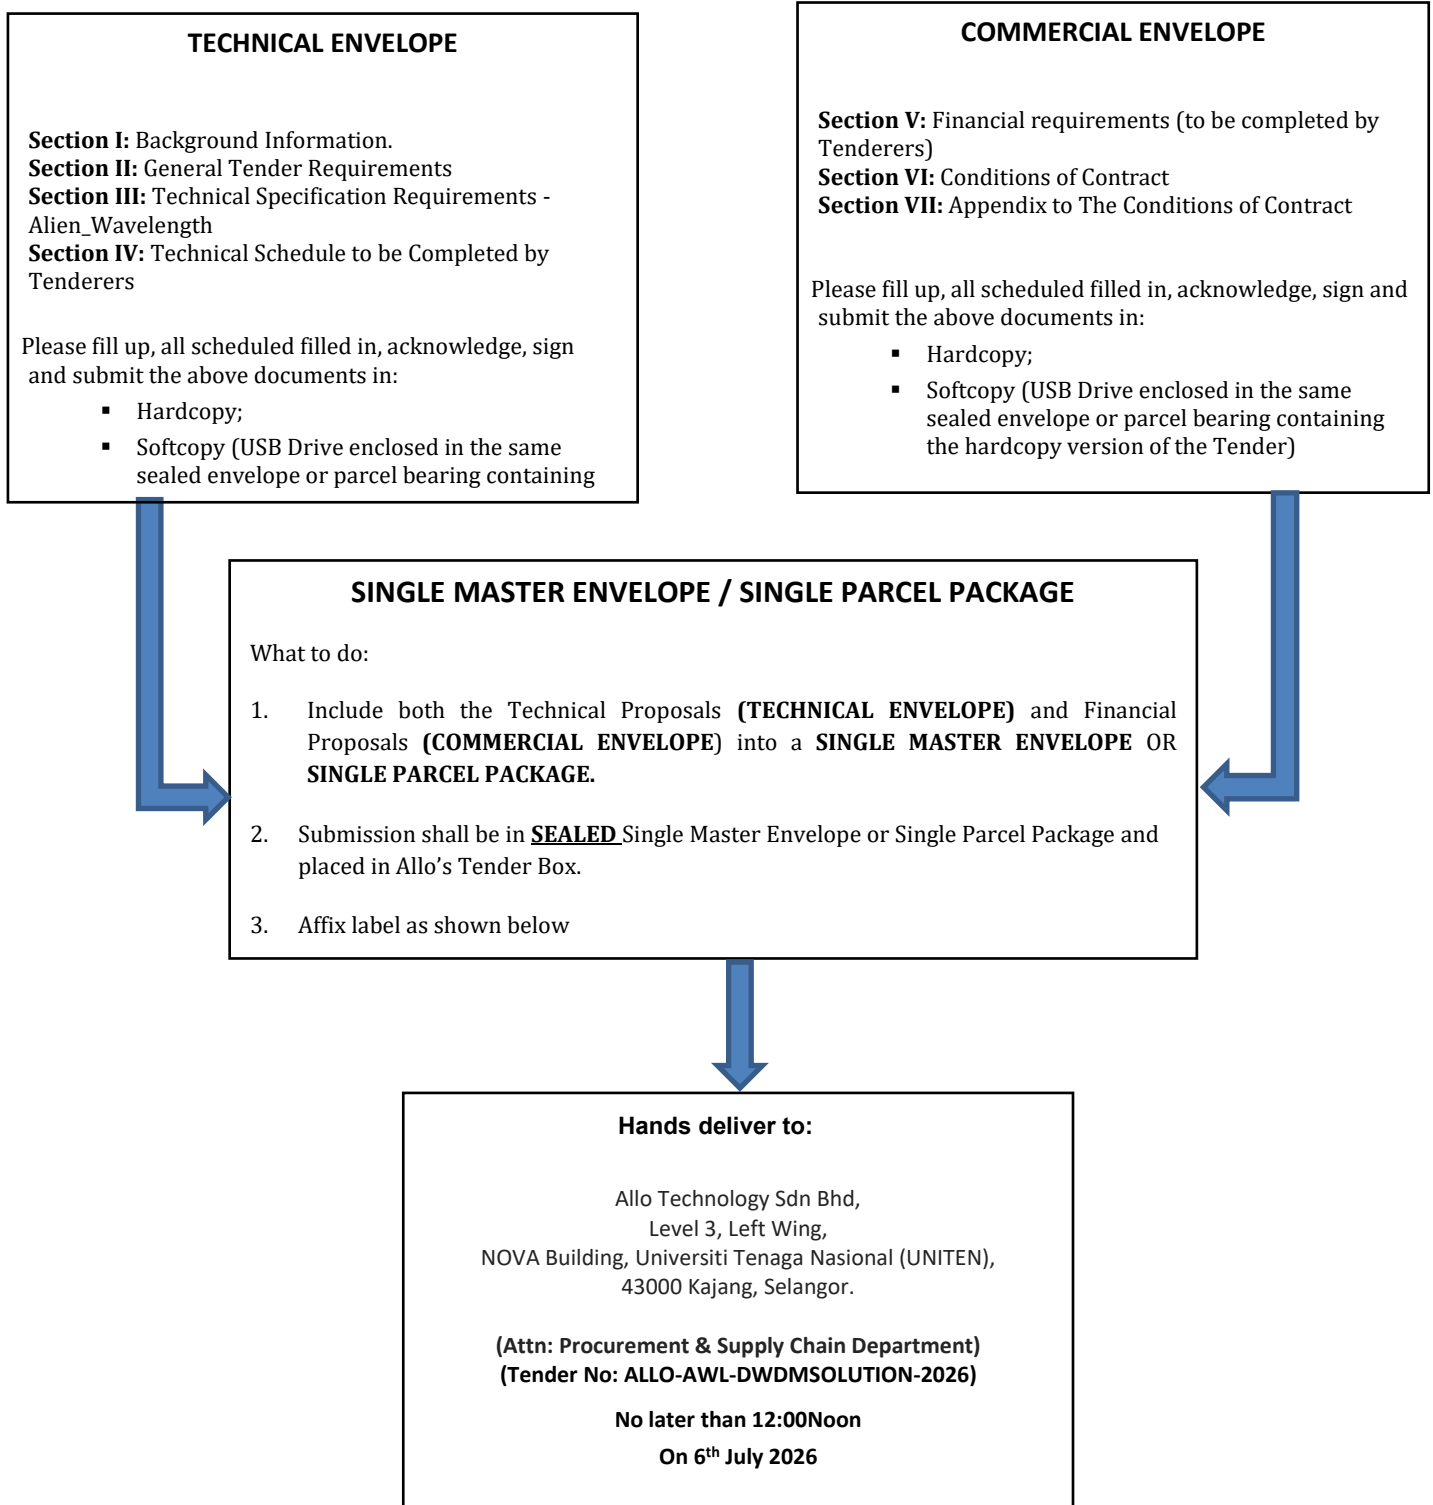 TECHNICAL ENVELOPE
Section I: Background Information.
Section II: General Tender Requirements
Section III: Technical Specification Requirements -
Alien_Wavelength
Section IV: Technical Schedule to be Completed by
Tenderers
Please fill up, all scheduled filled in, acknowledge, sign
and submit the above documents in:
▪ Hardcopy;
▪ Softcopy (USB Drive enclosed in the same
sealed envelope or parcel bearing containing
COMMERCIAL ENVELOPE
Section V: Financial requirements (to be completed by
Tenderers)
Section VI: Conditions of Contract
Section VII: Appendix to The Conditions of Contract
Please fill up, all scheduled filled in, acknowledge, sign and
submit the above documents in:
▪ Hardcopy;
▪ Softcopy (USB Drive enclosed in the same
sealed envelope or parcel bearing containing
the hardcopy version of the Tender)
SINGLE MASTER ENVELOPE / SINGLE PARCEL PACKAGE
What to do:
1. Include both the Technical Proposals (TECHNICAL ENVELOPE) and Financial
Proposals (COMMERCIAL ENVELOPE) into a SINGLE MASTER ENVELOPE OR
SINGLE PARCEL PACKAGE.
2. Submission shall be in SEALED Single Master Envelope or Single Parcel Package and
placed in Allo’s Tender Box.
3. Affix label as shown below
Hands deliver to:
Allo Technology Sdn Bhd,
Level 3, Left Wing,
NOVA Building, Universiti Tenaga Nasional (UNITEN),
43000 Kajang, Selangor.
(Attn: Procurement & Supply Chain Department)
(Tender No: ALLO-AWL-DWDMSOLUTION-2026)
No later than 12:00Noon
On 6th July 2026